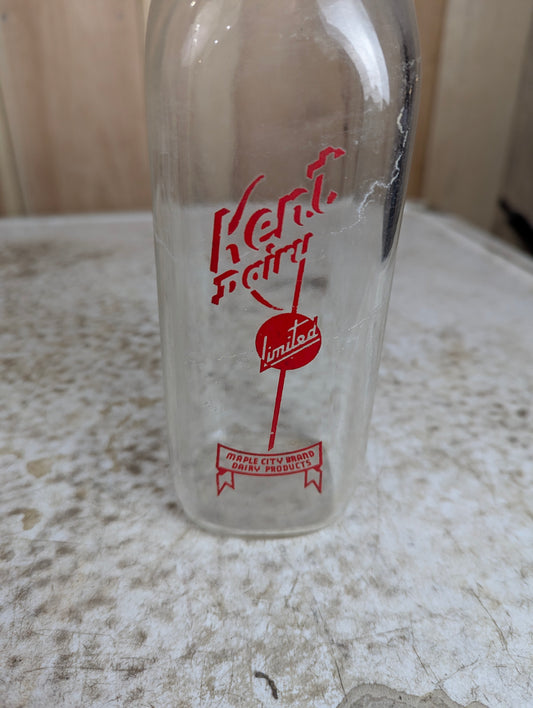 Kent
Dairy
Limited
MAPLE CITY BRAND
DAIRY PRODUCTS